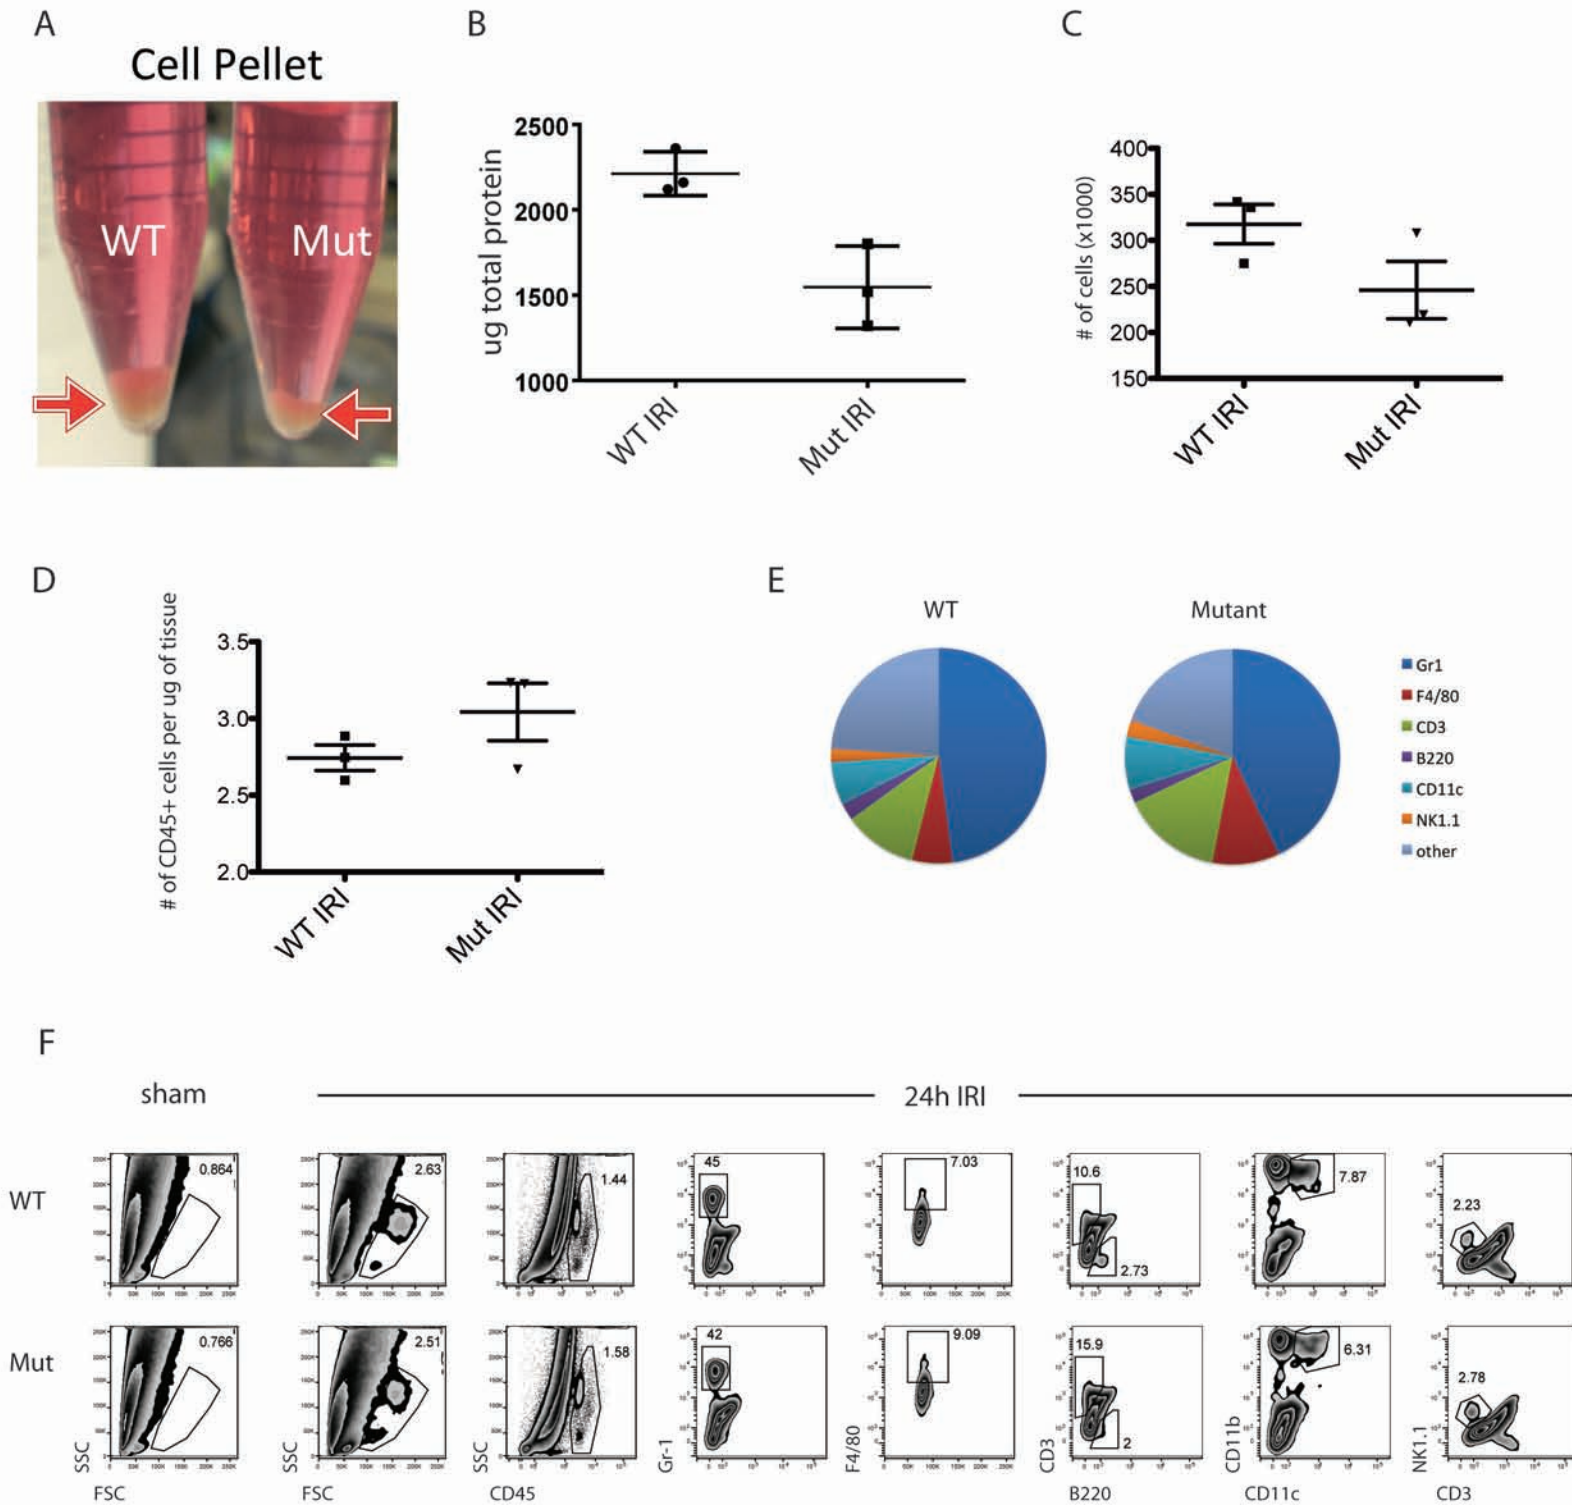 A
Cell Pellet
WT
Mut
B
ug total protein
2500
2000
1500
1000
WT IRI
Mut IRI
C
# of cells (x1000)
400
350
300
250
200
150
WT IRI
Mut IRI
D
# of CD45+ cells per ug of tissue
3.5
3.0
2.5
2.0
WT IRI
Mut IRI
E
WT
Mutant
Gr1
F4/80
CD3
B220
CD11c
NK1.1
other
F
sham
24h IRI
WT
0.864
2.63
1.44
45
7.03
10.6
2.73
7.87
2.23
Mut
0.766
2.51
1.58
42
9.09
15.9
2
6.31
2.78
SSC
FSC
SSC
FSC
SSC
CD45
Gr-1
F4/80
CD3
B220
CD11b
CD11c
NK1.1
CD3